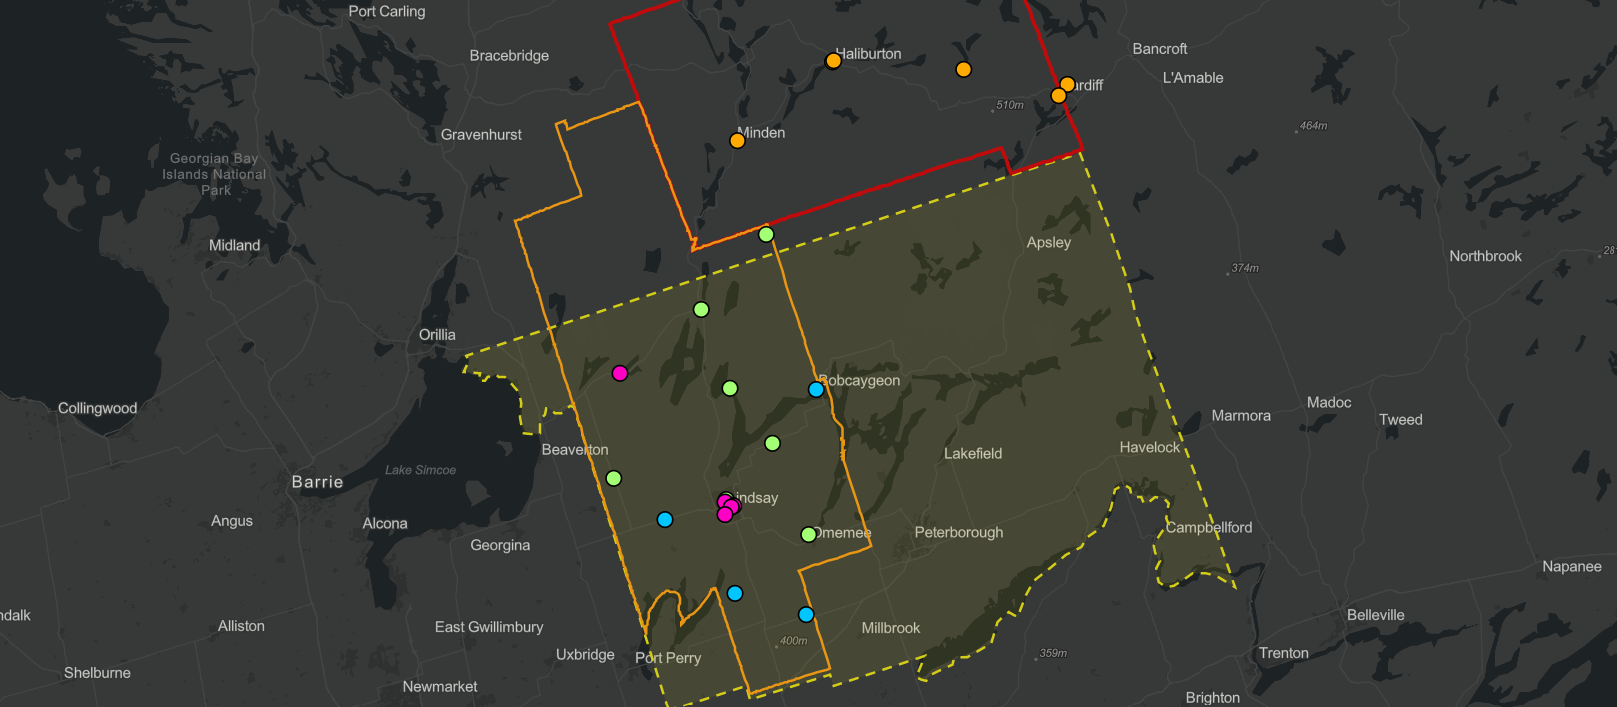 Port Carling
Bracebridge
Haliburton
Bancroft
L'Amable
ardiff
510m
464m
Gravenhurst
Minden
Georgian Bay
Islands National
Park
Midland
Apsley
Northbrook
28
374m
Orillia
Bobcaygeon
Collingwood
Madoc
Marmora
Tweed
Beaverton
Lakefield
Havelock
Lake Simcoe
Barrie
indsay
Angus
Alcona
Omemee
Peterborough
Campbellford
Georgina
Napanee
ndalk
Alliston
East Gwillimbury
Millbrook
Belleville
400m
Uxbridge
Port Perry
359m
Trenton
Shelburne
Newmarket
Brighton